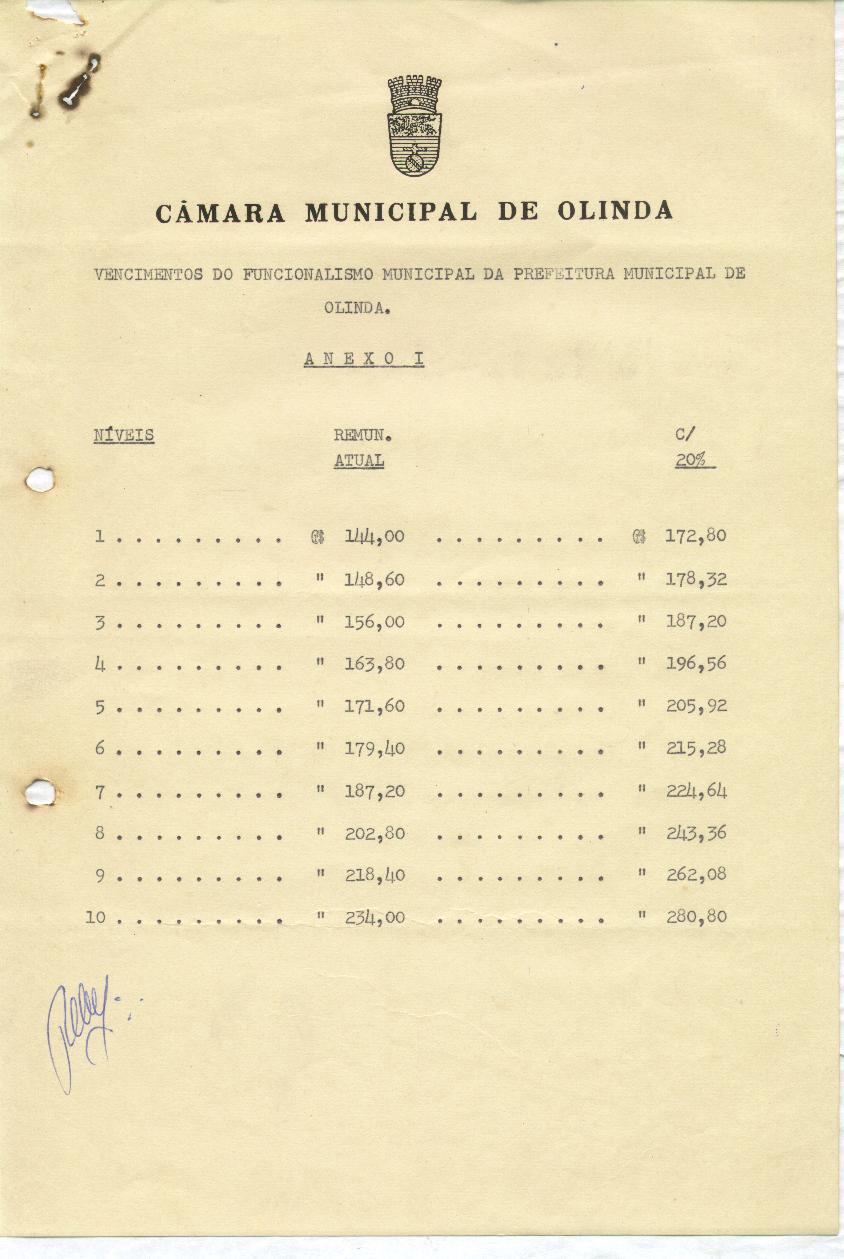 CÂMARA MUNICIPAL DE OLINDA
VENCIMENTOS DO FUNCIONALISMO MUNICIPAL DA PREFEITURA MUNICIPAL DE
OLINDA.
A N E X O I
NÍVEIS REMUN. C/
ATUAL 20%
1 . . . . . . . . . ₢$ 144,00 . . . . . . . . . ₢$ 172,80
2 . . . . . . . . . " 148,60 . . . . . . . . . " 178,32
3 . . . . . . . . . " 156,00 . . . . . . . . . " 187,20
4 . . . . . . . . . " 163,80 . . . . . . . . . " 196,56
5 . . . . . . . . . " 171,60 . . . . . . . . . " 205,92
6 . . . . . . . . . " 179,40 . . . . . . . . . " 215,28
7 . . . . . . . . . " 187,20 . . . . . . . . . " 224,64
8 . . . . . . . . . " 202,80 . . . . . . . . . " 243,36
9 . . . . . . . . . " 218,40 . . . . . . . . . " 262,08
10 . . . . . . . . . " 234,00 . . . . . . . . . " 280,80